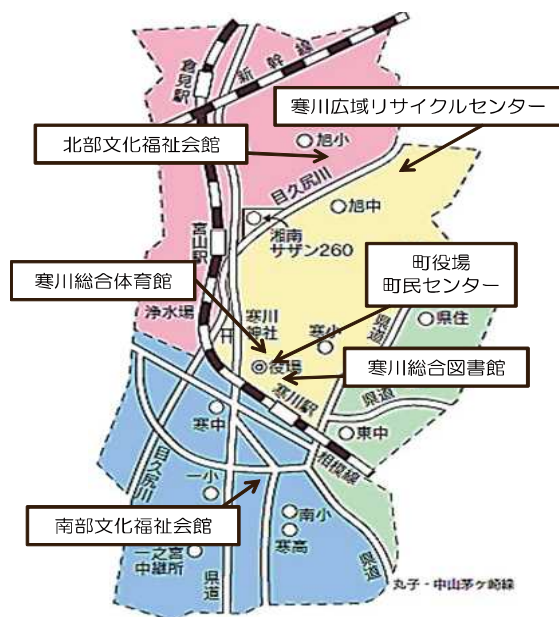 倉見駅
新幹線
寒川広域リサイクルセンター
北部文化福祉会館
旭小
目久尻川
旭中
湘南
サザン260
宮山駅
町役場
町民センター
寒川総合体育館
浄水場
寒川
神社
寒小
県道
県住
役場
寒川総合図書館
寒川駅
県道
寒中
東中
相模線
目久尻川
一小
南部文化福祉会館
南小
寒高
一之宮
中継所
県道
県道
丸子・中山茅ケ崎線